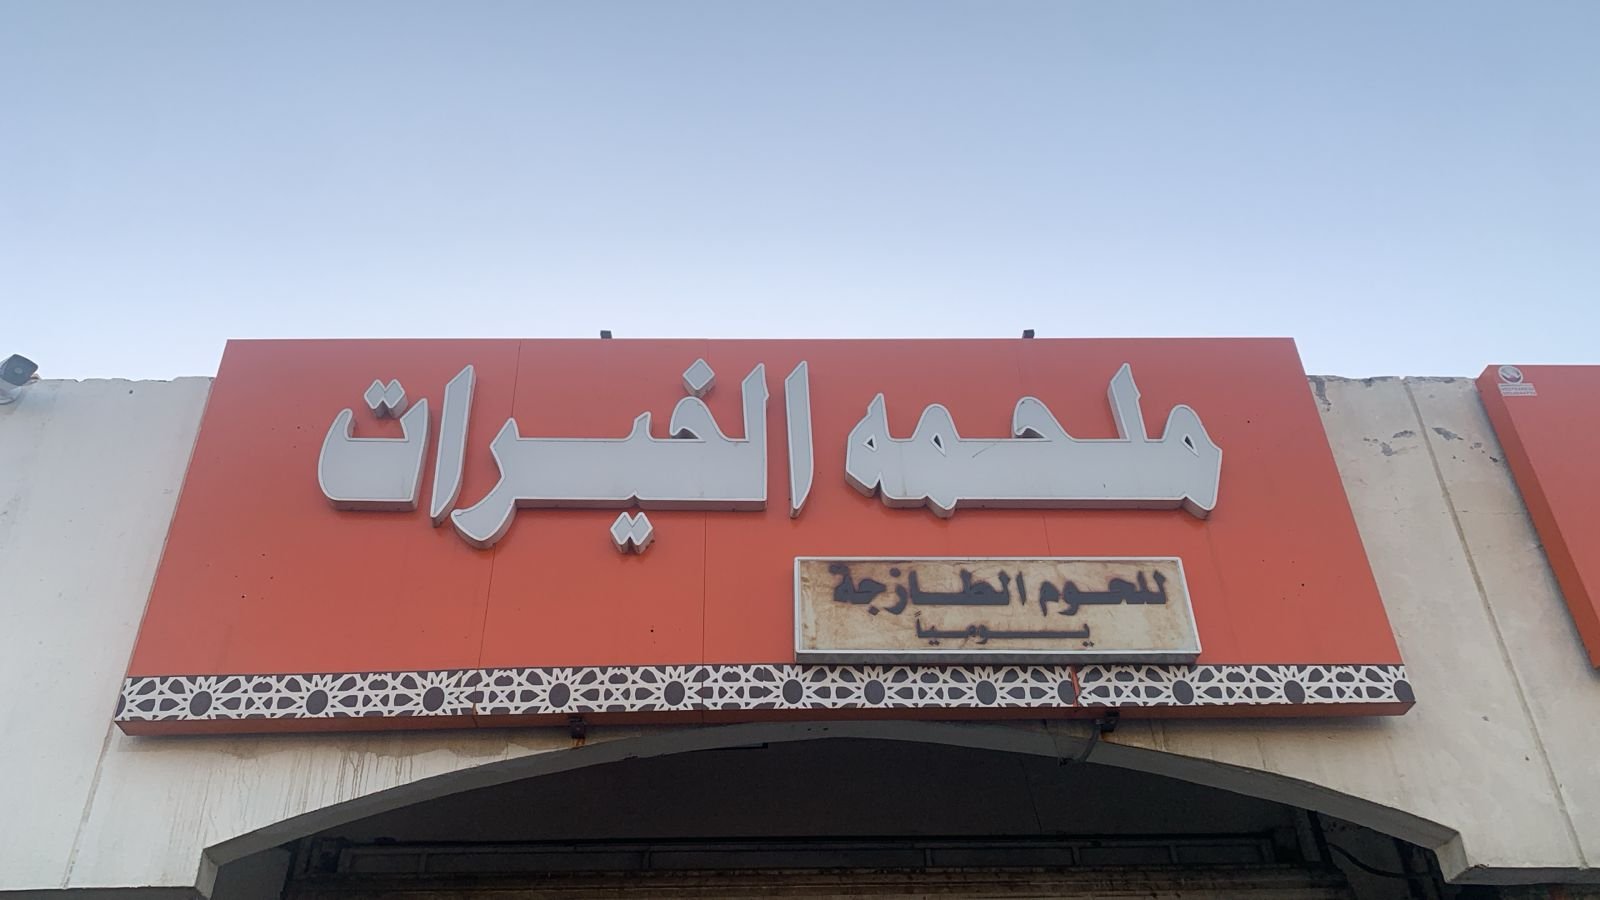 ملحمه الخيرات
للحوم الطازجة
يومياً